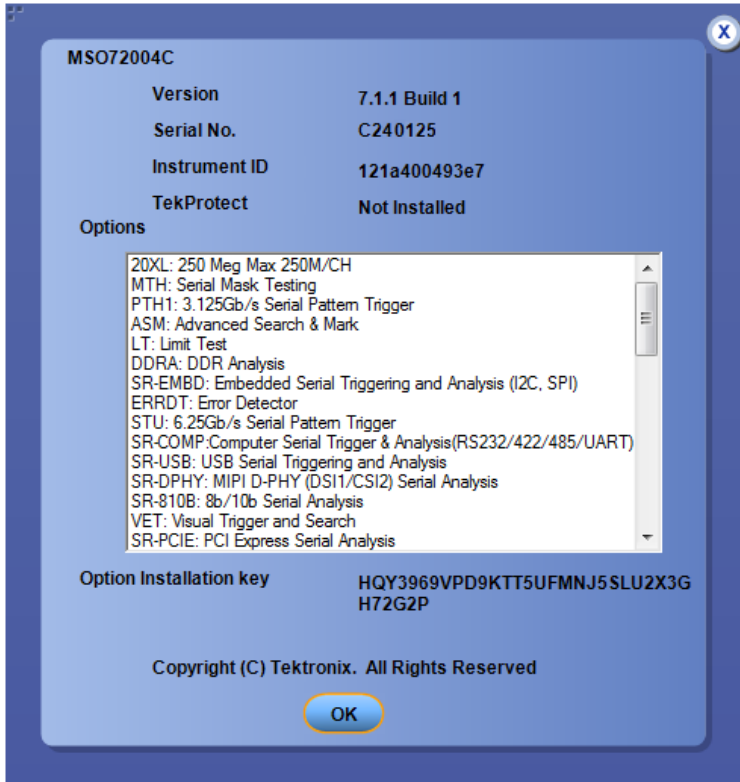 X
MSO72004C
Version 7.1.1 Build 1
Serial No. C240125
Instrument ID 121a400493e7
TekProtect Not Installed
Options
20XL: 250 Meg Max 250M/CH
MTH: Serial Mask Testing
PTH1: 3.125Gb/s Serial Pattern Trigger
ASM: Advanced Search & Mark
LT: Limit Test
DDRA: DDR Analysis
SR-EMBD: Embedded Serial Triggering and Analysis (I2C, SPI)
ERRDT: Error Detector
STU: 6.25Gb/s Serial Pattern Trigger
SR-COMP:Computer Serial Trigger & Analysis(RS232/422/485/UART)
SR-USB: USB Serial Triggering and Analysis
SR-DPHY: MIPI D-PHY (DSI1/CSI2) Serial Analysis
SR-810B: 8b/10b Serial Analysis
VET: Visual Trigger and Search
SR-PCIE: PCI Express Serial Analysis
Option Installation key HQY3969VPD9KTT5UFMNJ5SLU2X3G
H72G2P
Copyright (C) Tektronix. All Rights Reserved
OK